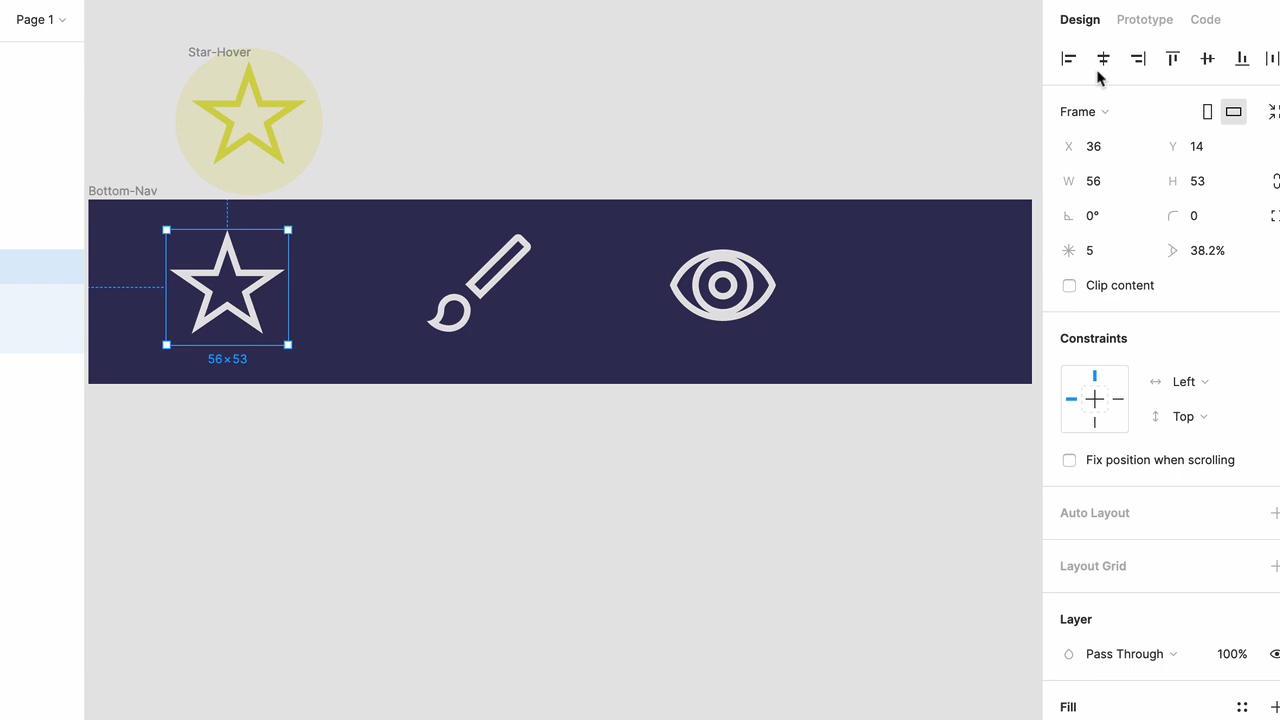 Page 1
Design Prototype Code
Star-Hover
Frame
X 36 Y 14
W 56 H 53
0° 0
5 38.2%
Clip content
Bottom-Nav
56×53
Constraints
Left
Top
Fix position when scrolling
Auto Layout
Layout Grid
Layer
Pass Through 100%
Fill